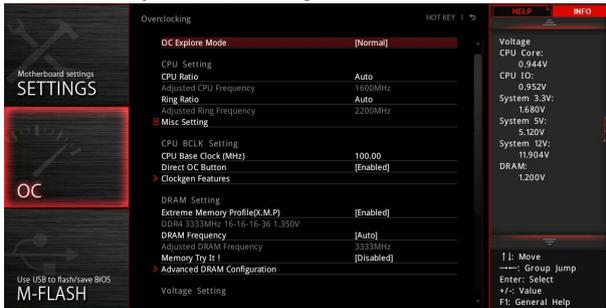 Overclocking
HOT KEY | ↰
HELP
INFO
OC Explore Mode [Normal]
CPU Setting
CPU Ratio Auto
Adjusted CPU Frequency 1600MHz
Ring Ratio Auto
Adjusted Ring Frequency 2200MHz
Misc Setting
CPU BCLK Setting
CPU Base Clock (MHz) 100.00
Direct OC Button [Enabled]
Clockgen Features
DRAM Setting
Extreme Memory Profile(X.M.P) [Enabled]
DDR4 3333MHz 16-16-16-36 1.350V
DRAM Frequency [Auto]
Adjusted DRAM Frequency 3333MHz
Memory Try It ! [Disabled]
Advanced DRAM Configuration
Voltage Setting
Motherboard settings
SETTINGS
OC
Use USB to flash/save BIOS
M-FLASH
Voltage
CPU Core:
0.944V
CPU IO:
0.952V
System 3.3V:
1.680V
System 5V:
5.120V
System 12V:
11.904V
DRAM:
1.200V
↑↓: Move
→←: Group Jump
Enter: Select
+/-: Value
F1: General Help